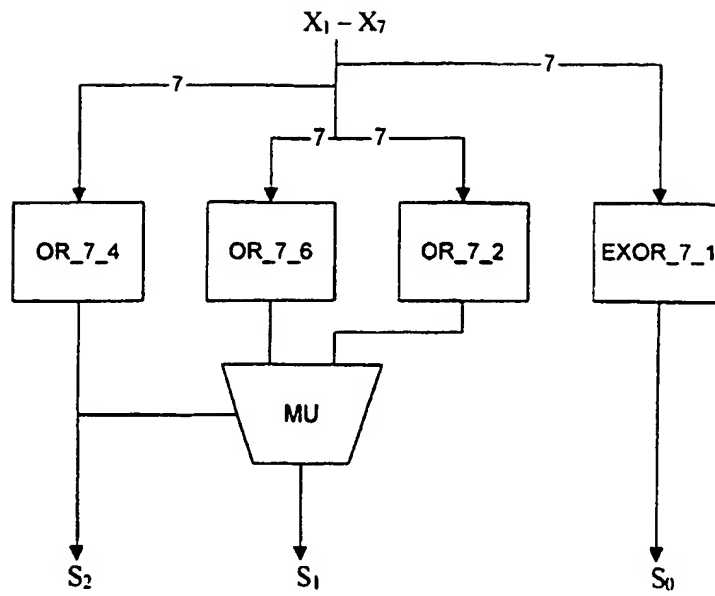 X₁ – X₇
7
7
7 7
OR_7_4 OR_7_6 OR_7_2 EXOR_7_1
MU
S₂ S₁ S₀